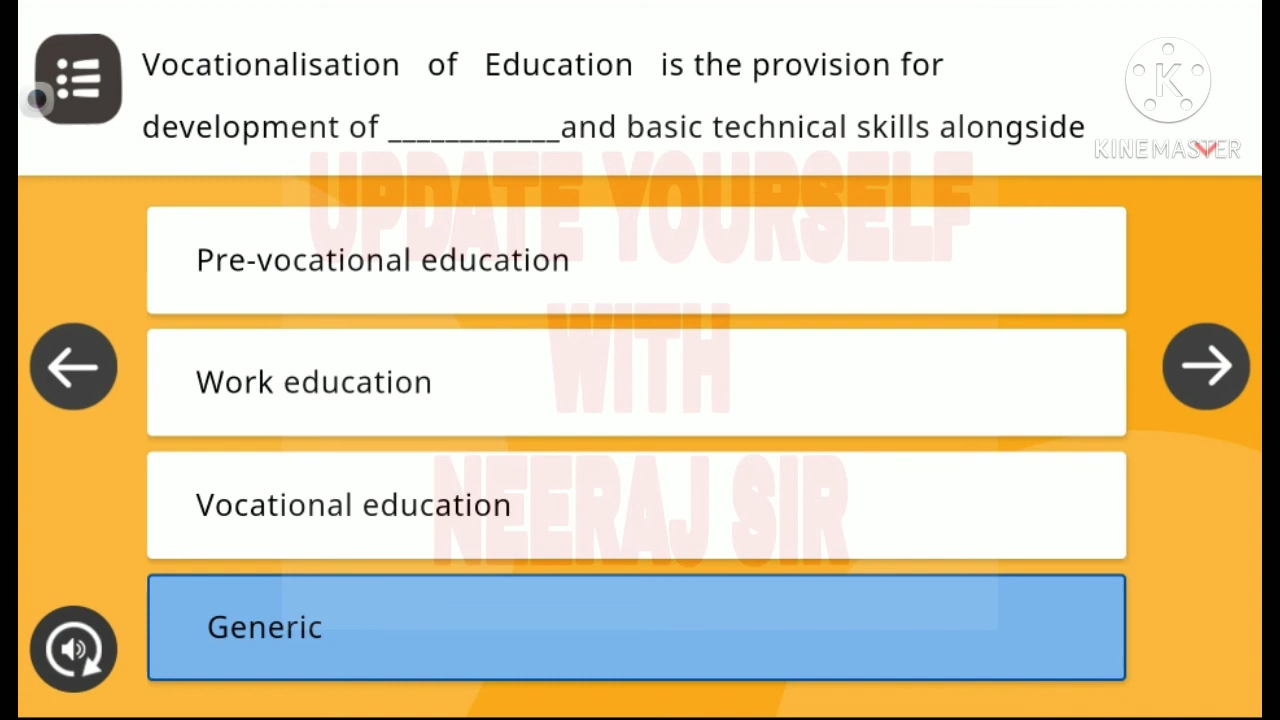 Vocationalisation of Education is the provision for
development of ____________and basic technical skills alongside
KINEMASTER
UPDATE YOURSELF
Pre-vocational education
WITH
Work education
NEERAJ SIR
Vocational education
Generic